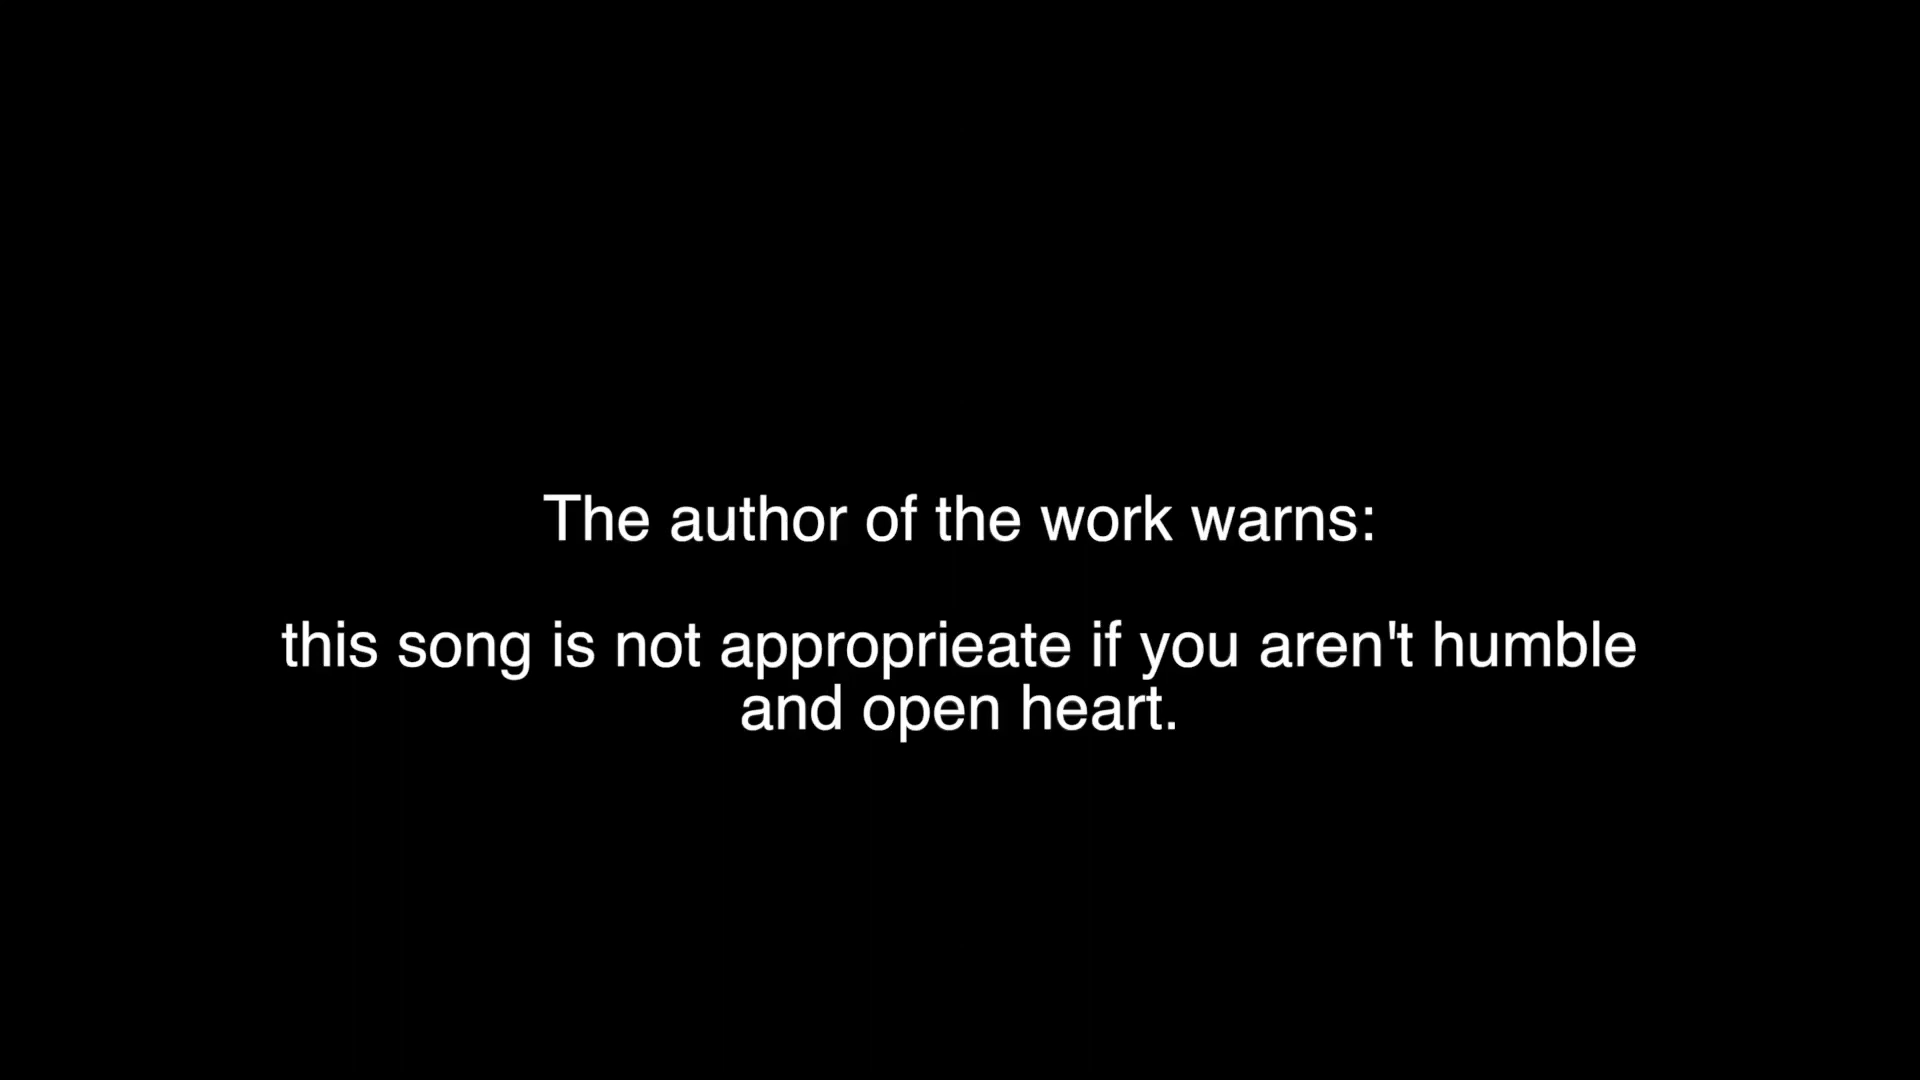 The author of the work warns:
this song is not approprieate if you aren't humble
and open heart.